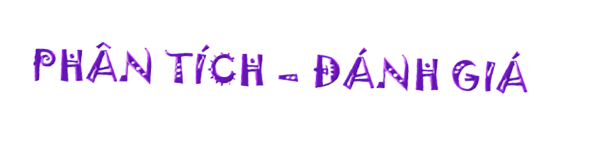 PHÂN TÍCH - ĐÁNH GIÁ